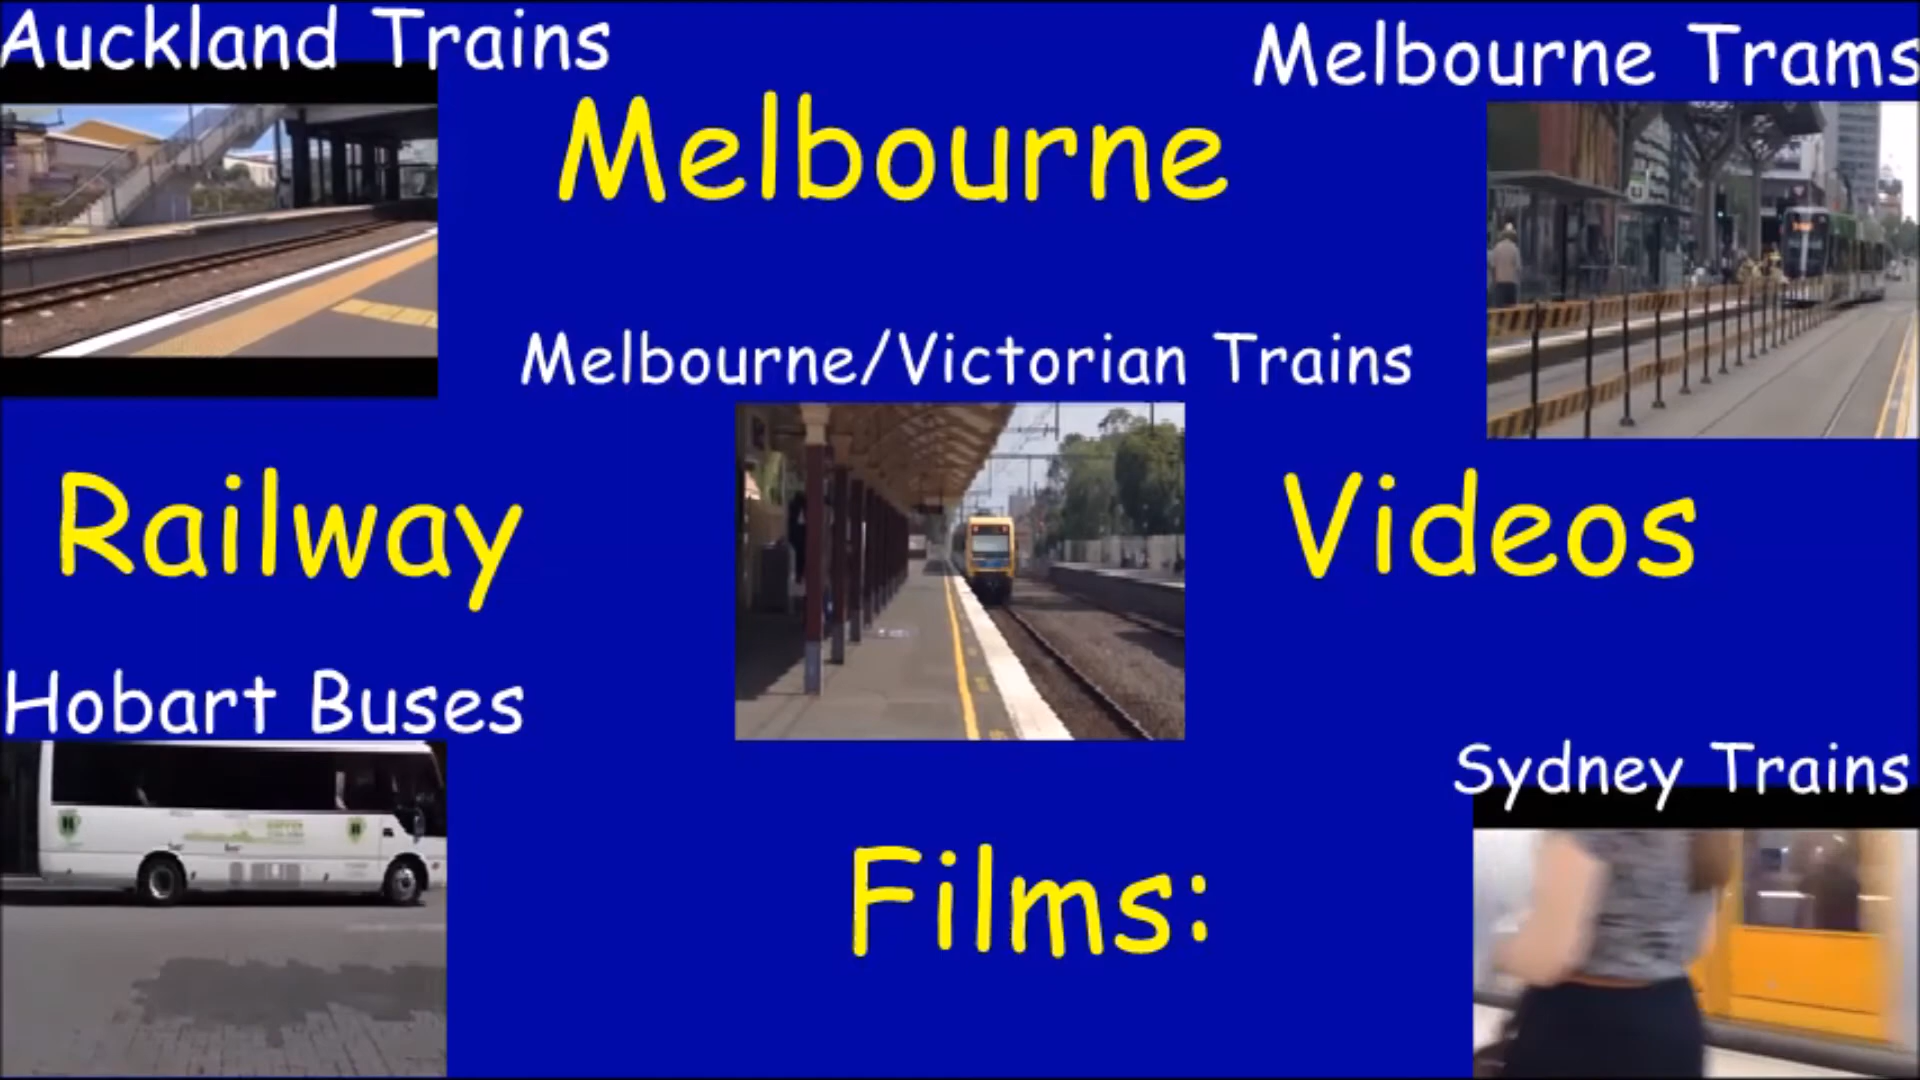 Auckland Trains
Melbourne Trams
Melbourne
Melbourne/Victorian Trains
Railway
Videos
Hobart Buses
Sydney Trains
Films: